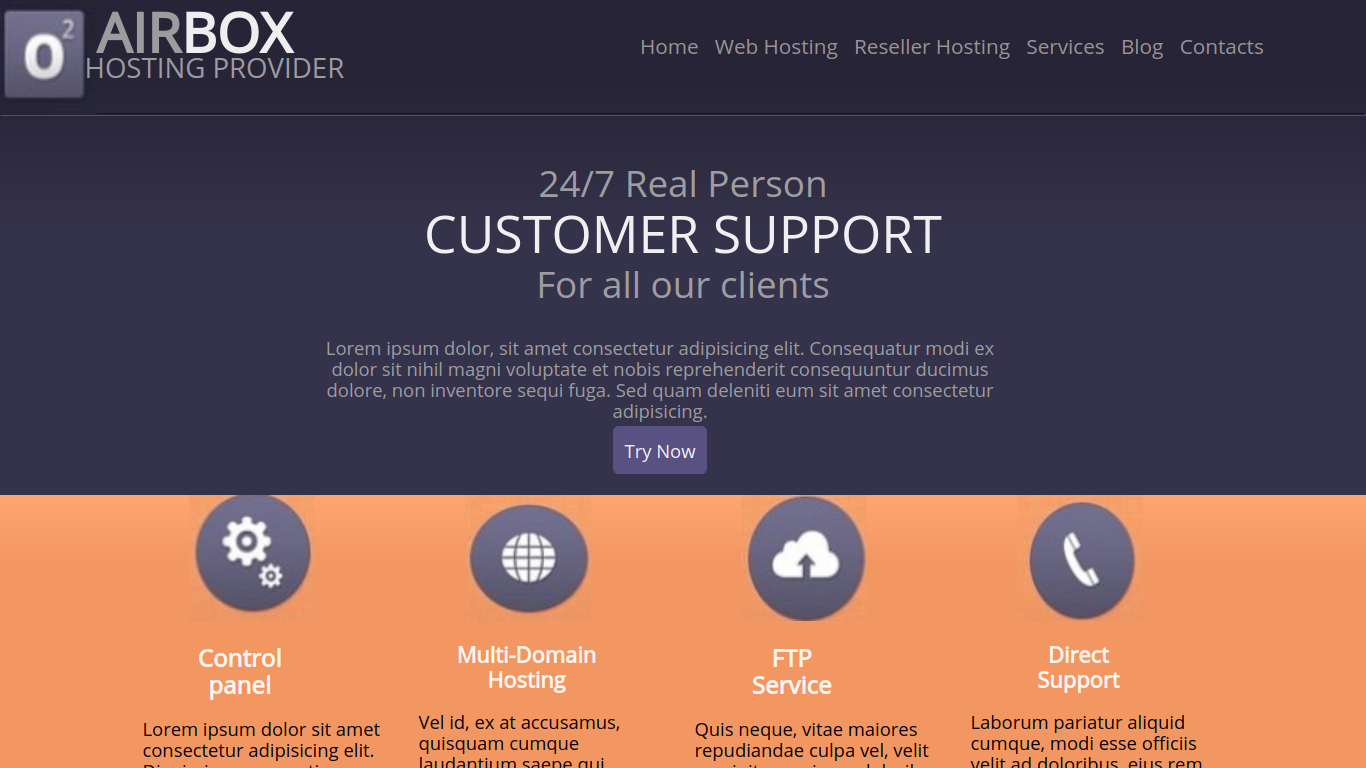 O2
AIRBOX
HOSTING PROVIDER
Home Web Hosting Reseller Hosting Services Blog Contacts
24/7 Real Person
CUSTOMER SUPPORT
For all our clients
Lorem ipsum dolor, sit amet consectetur adipisicing elit. Consequatur modi ex
dolor sit nihil magni voluptate et nobis reprehenderit consequuntur ducimus
dolore, non inventore sequi fuga. Sed quam deleniti eum sit amet consectetur
adipisicing.
Try Now
Control
panel
Lorem ipsum dolor sit amet
consectetur adipisicing elit.
Multi-Domain
Hosting
Vel id, ex at accusamus,
quisquam cumque
laudantium saepe qui
FTP
Service
Quis neque, vitae maiores
repudiandae culpa vel, velit
Direct
Support
Laborum pariatur aliquid
cumque, modi esse officiis
velit ad doloribus, eius rem